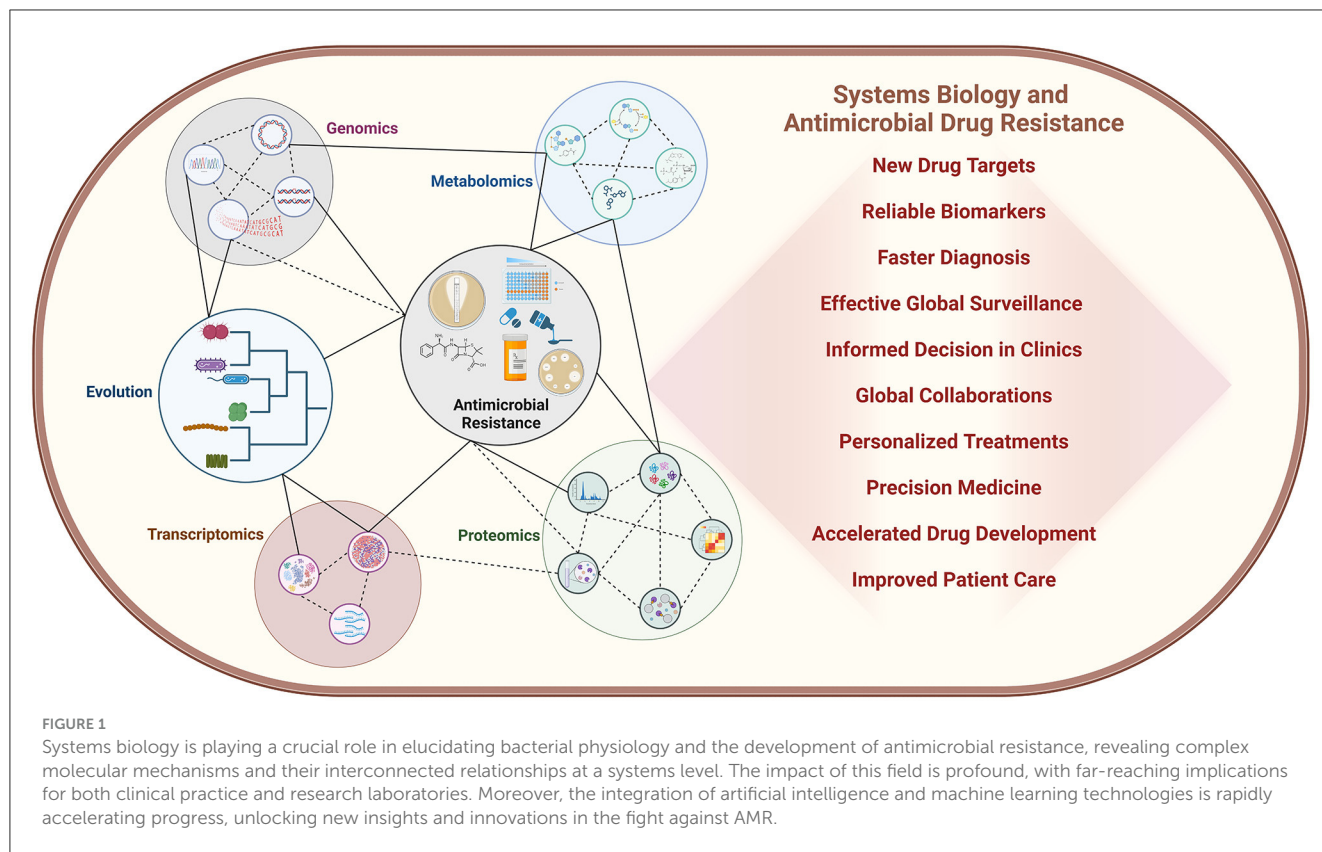 Systems Biology and
Antimicrobial Drug Resistance
Genomics
Metabolomics
Evolution
Antimicrobial
Resistance
Transcriptomics
Proteomics
New Drug Targets
Reliable Biomarkers
Faster Diagnosis
Effective Global Surveillance
Informed Decision in Clinics
Global Collaborations
Personalized Treatments
Precision Medicine
Accelerated Drug Development
Improved Patient Care
FIGURE 1
Systems biology is playing a crucial role in elucidating bacterial physiology and the development of antimicrobial resistance, revealing complex
molecular mechanisms and their interconnected relationships at a systems level. The impact of this field is profound, with far-reaching implications
for both clinical practice and research laboratories. Moreover, the integration of artificial intelligence and machine learning technologies is rapidly
accelerating progress, unlocking new insights and innovations in the fight against AMR.